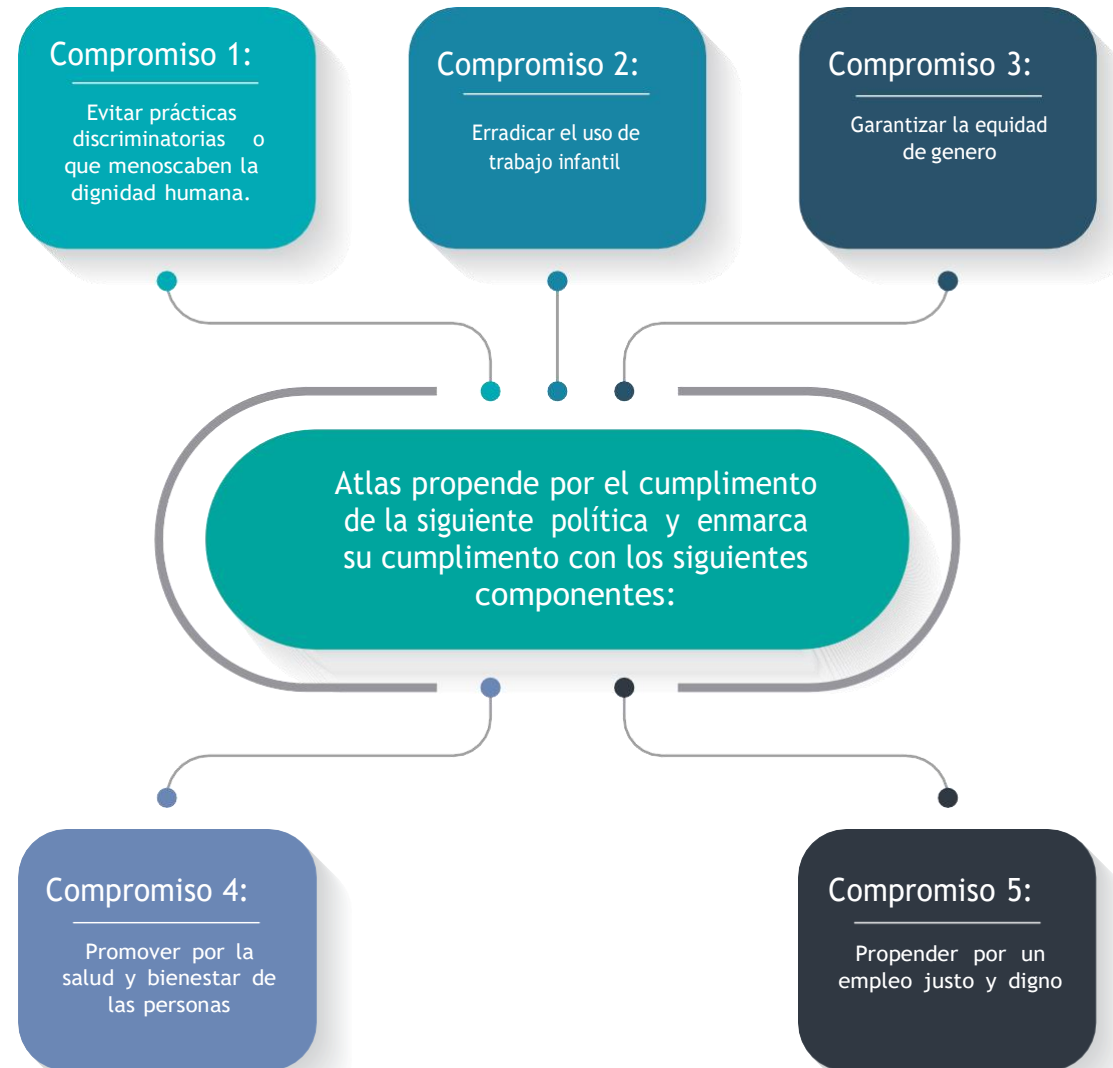 Compromiso 1:
Evitar prácticas
discriminatorias o
que menoscaben la
dignidad humana.
Compromiso 2:
Erradicar el uso de
trabajo infantil
Compromiso 3:
Garantizar la equidad
de genero
Atlas propende por el cumplimento
de la siguiente política y enmarca
su cumplimento con los siguientes
componentes:
Compromiso 4:
Promover por la
salud y bienestar de
las personas
Compromiso 5:
Propender por un
empleo justo y digno